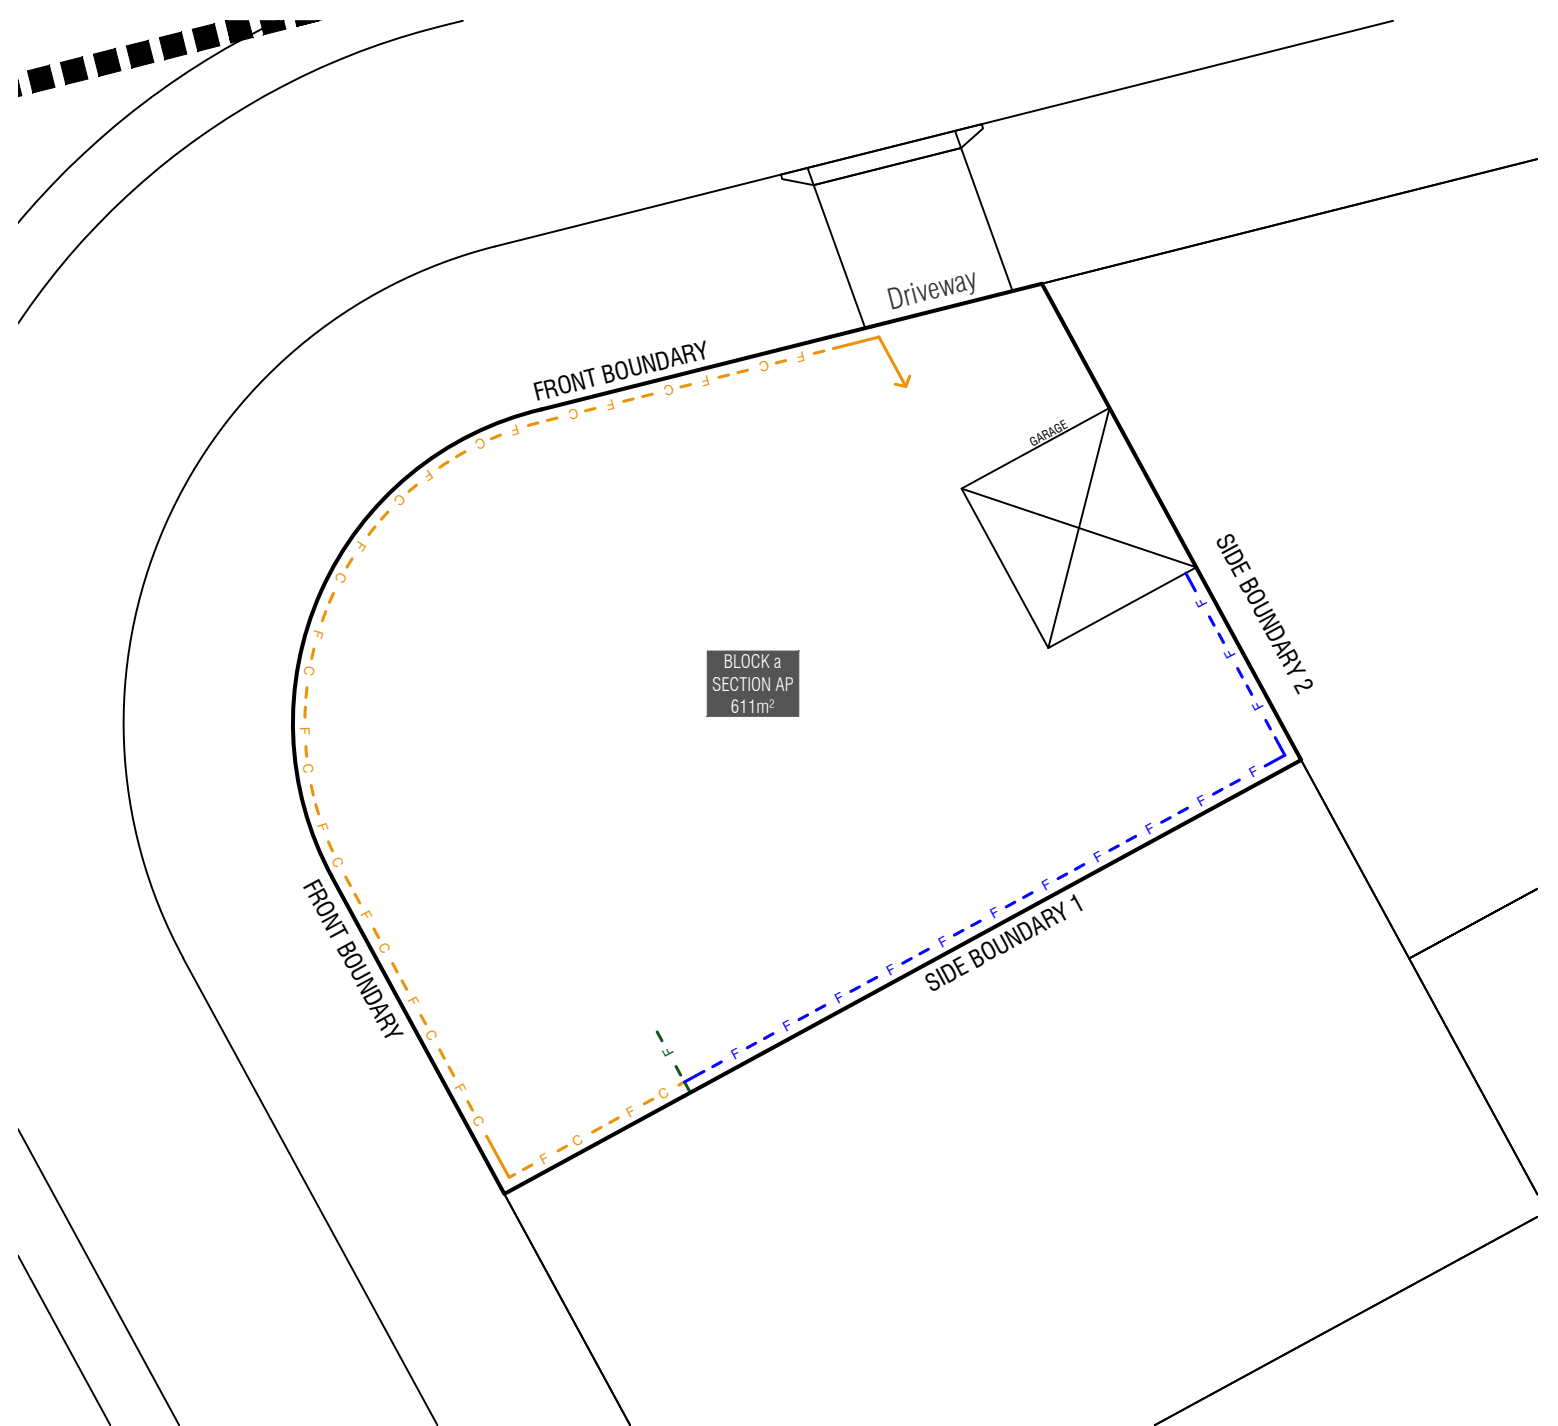 Driveway
FRONT BOUNDARY
F C F C F C F C F C F C F C F C F C F C F C F C F C
GARAGE
SIDE BOUNDARY 2
F F F
BLOCK a
SECTION AP
611m²
FRONT BOUNDARY
SIDE BOUNDARY 1
F F F F F F F F F F F
F
F C F C